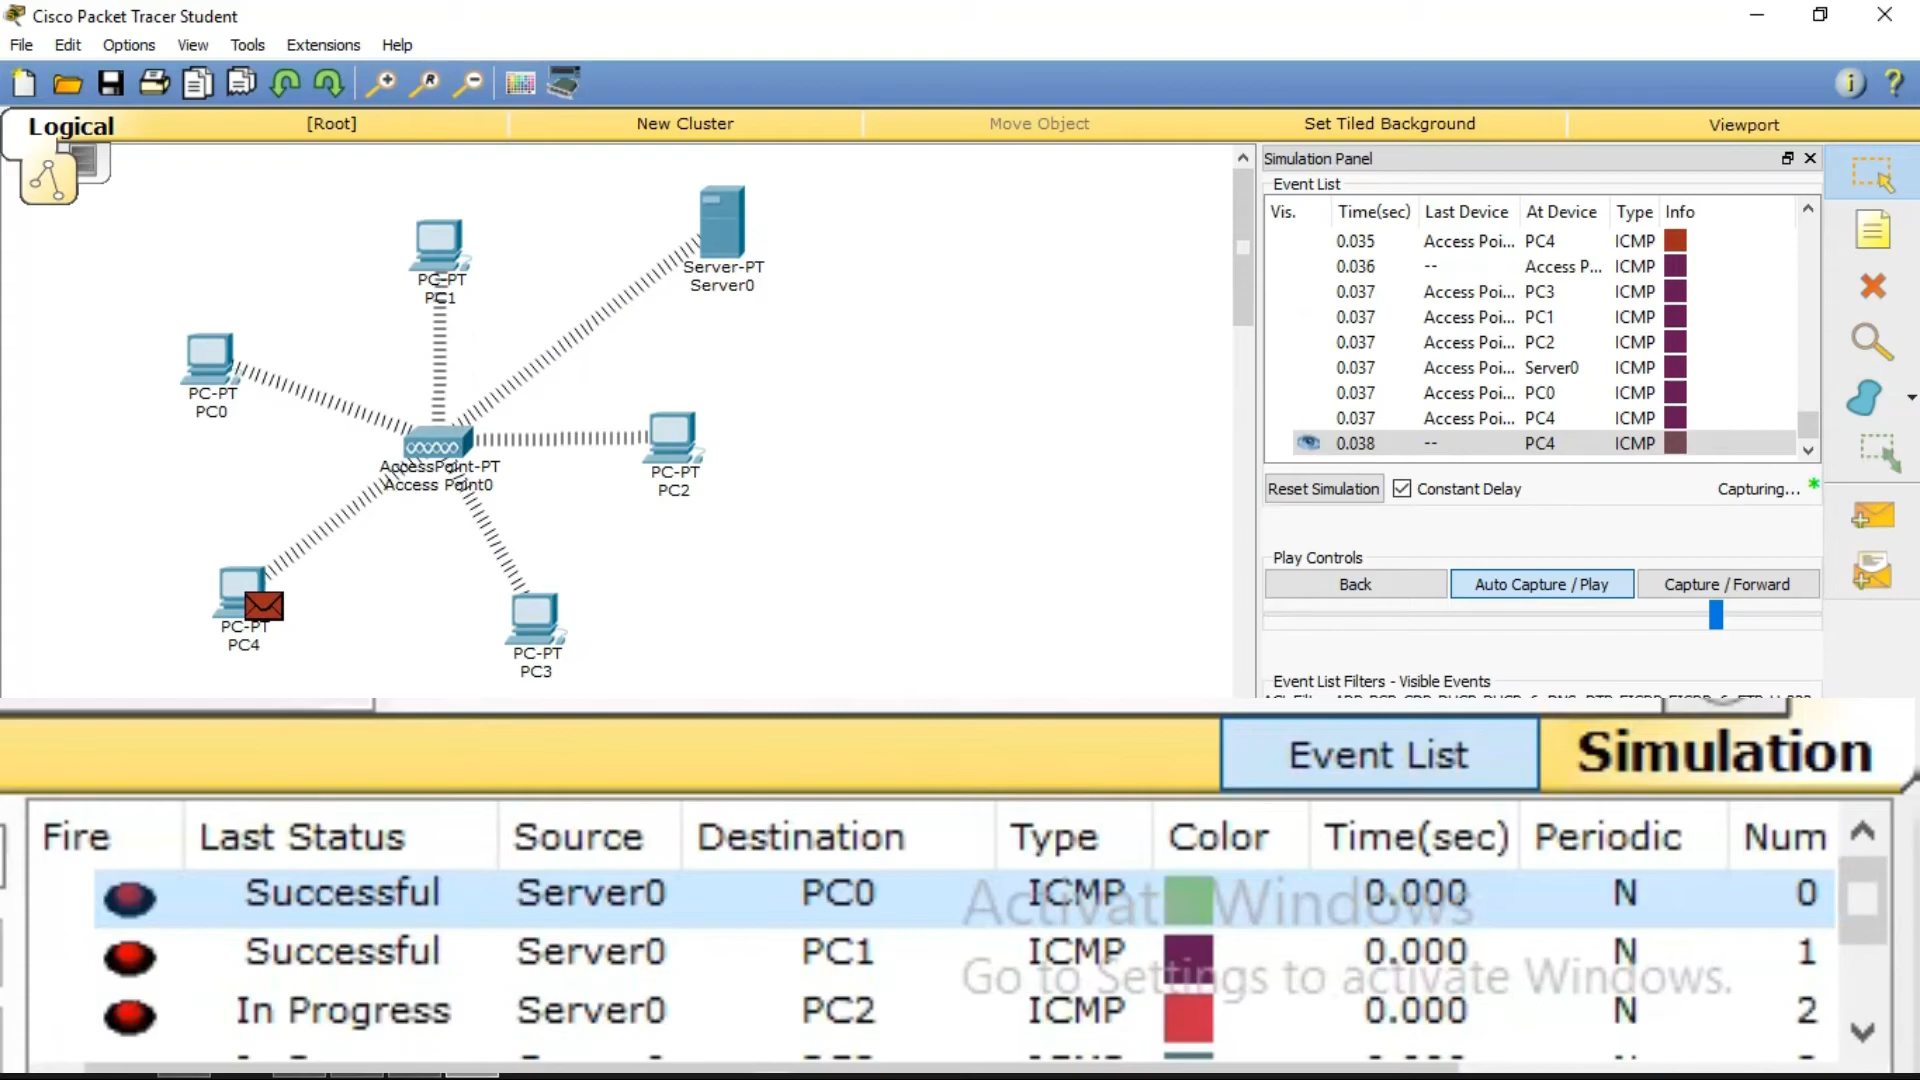 Cisco Packet Tracer Student
File Edit Options View Tools Extensions Help
Logical [Root] New Cluster Move Object Set Tiled Background Viewport
PC-PT
PC1
Server-PT
Server0
PC-PT
PC0
AccessPoint-PT
Access Point0
PC-PT
PC2
PC-PT
PC4
PC-PT
PC3
Simulation Panel
Event List
Vis. Time(sec) Last Device At Device Type Info
0.035 Access Poi... PC4 ICMP
0.036 -- Access P... ICMP
0.037 Access Poi... PC3 ICMP
0.037 Access Poi... PC1 ICMP
0.037 Access Poi... PC2 ICMP
0.037 Access Poi... Server0 ICMP
0.037 Access Poi... PC0 ICMP
0.037 Access Poi... PC4 ICMP
0.038 -- PC4 ICMP
Reset Simulation Constant Delay Capturing... *
Play Controls
Back Auto Capture / Play Capture / Forward
Event List Filters - Visible Events
Event List Simulation
Fire Last Status Source Destination Type Color Time(sec) Periodic Num
Successful Server0 PC0 ICMP 0.000 N 0
Successful Server0 PC1 ICMP 0.000 N 1
In Progress Server0 PC2 ICMP 0.000 N 2
Activate Windows
Go to Settings to activate Windows.